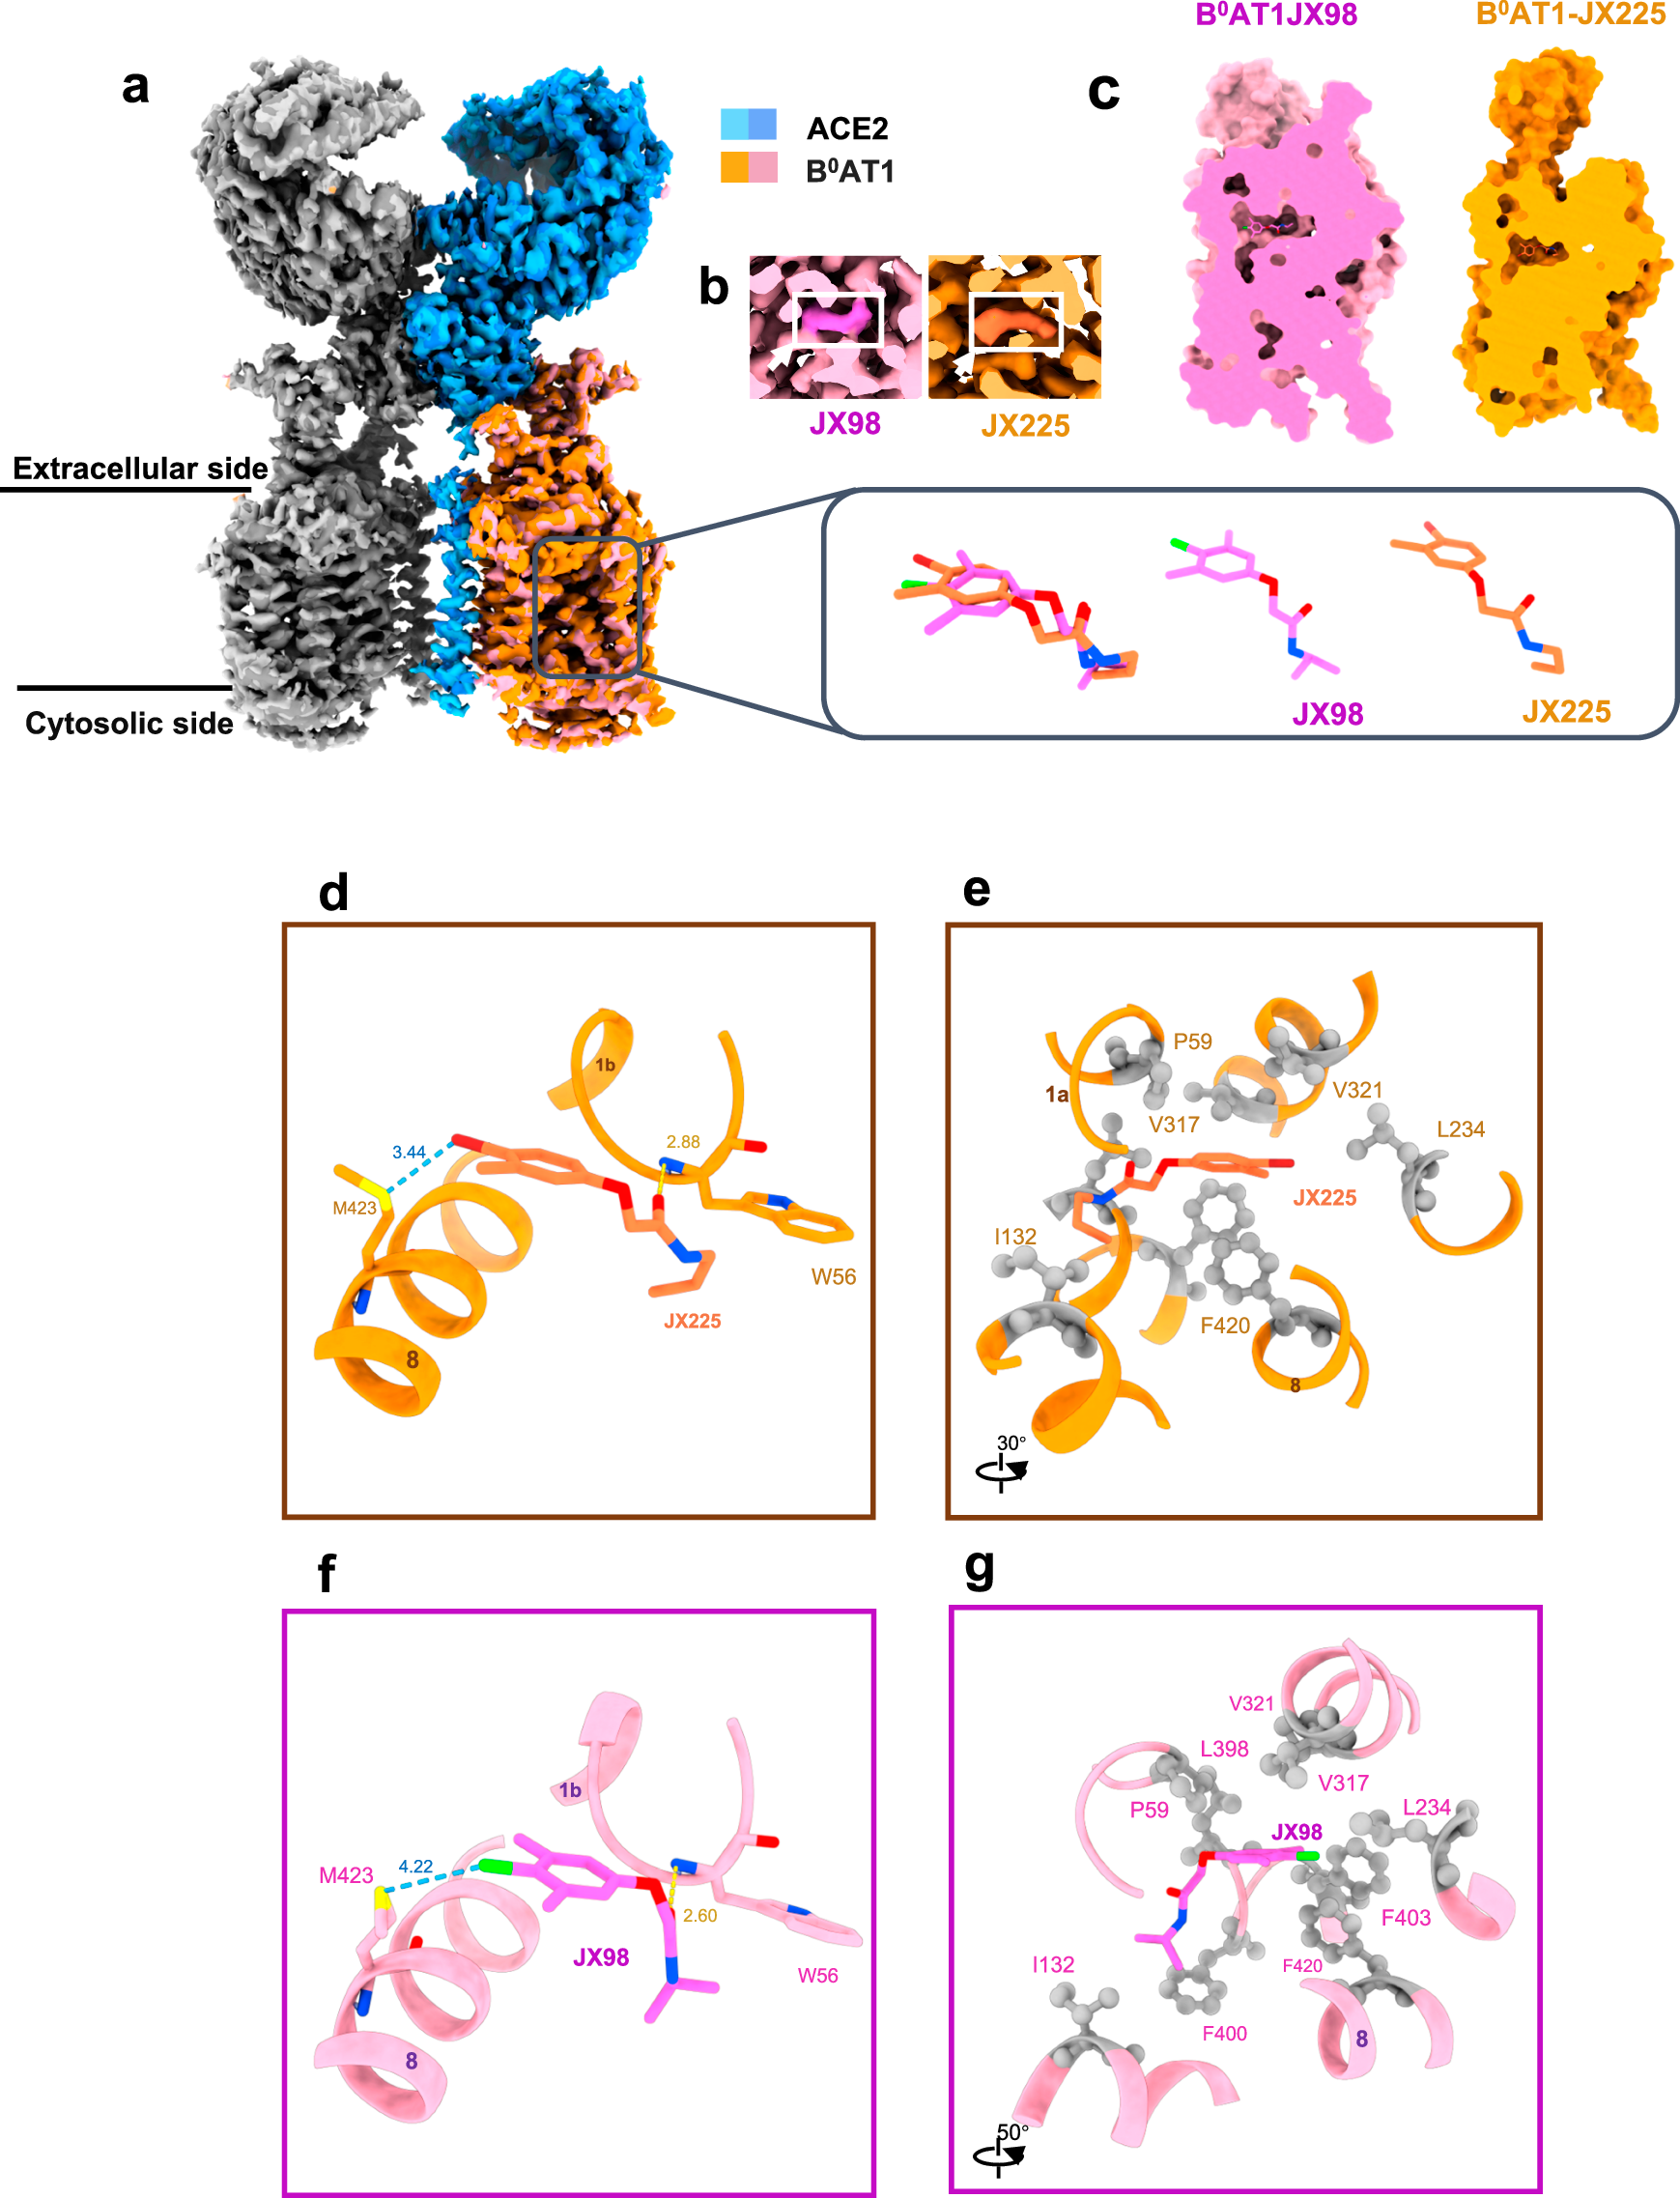 a
ACE2
B⁰AT1
b
JX98
JX225
c
B⁰AT1JX98
B⁰AT1-JX225
Extracellular side
Cytosolic side
JX98
JX225
d
1b
3.44
2.88
M423
W56
JX225
8
e
P59
1a
V321
V317
L234
JX225
I132
F420
8
30°
f
1b
M423
4.22
2.60
JX98
W56
8
g
V321
L398
V317
P59
L234
JX98
F403
I132
F420
F400
8
50°